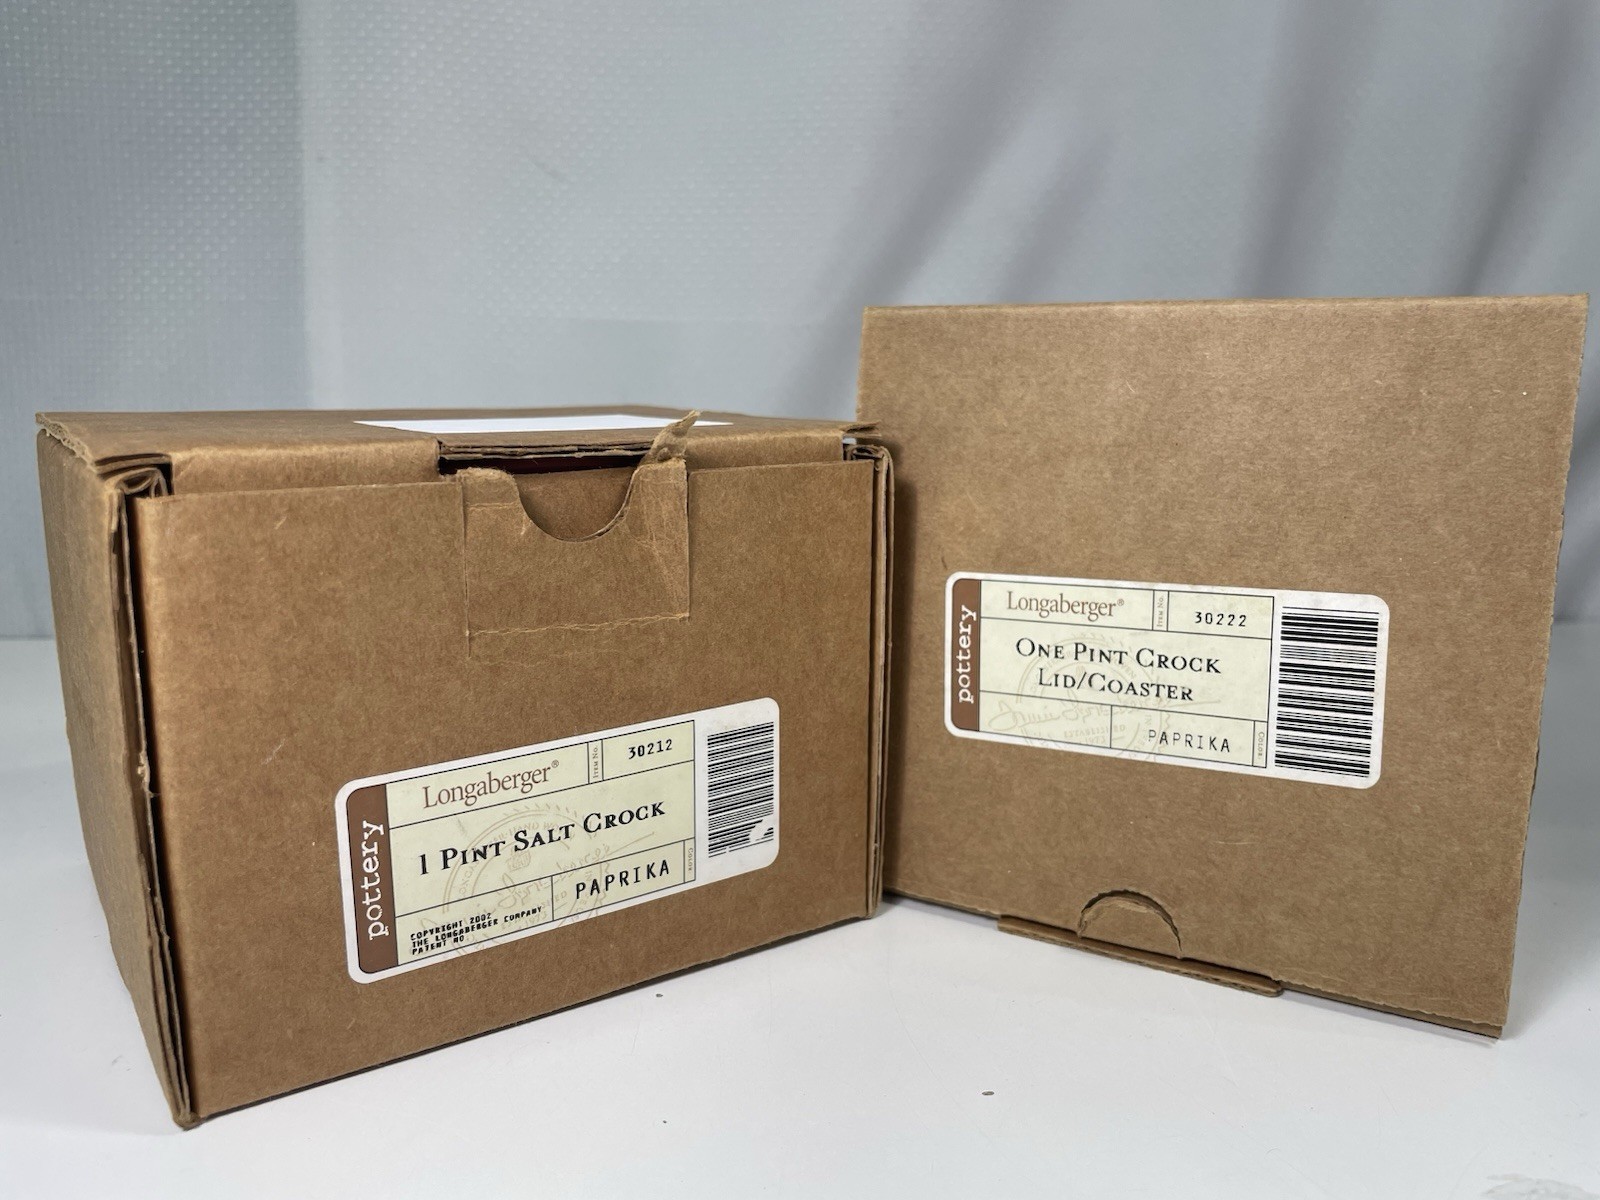 pottery
Longaberger®
Item No.
30212
1 Pint Salt Crock
PAPRIKA
Color
COPYRIGHT 2002
THE LONGABERGER COMPANY
PATENT NO
pottery
Longaberger®
Item No.
30222
One Pint Crock
Lid/Coaster
PAPRIKA
Color